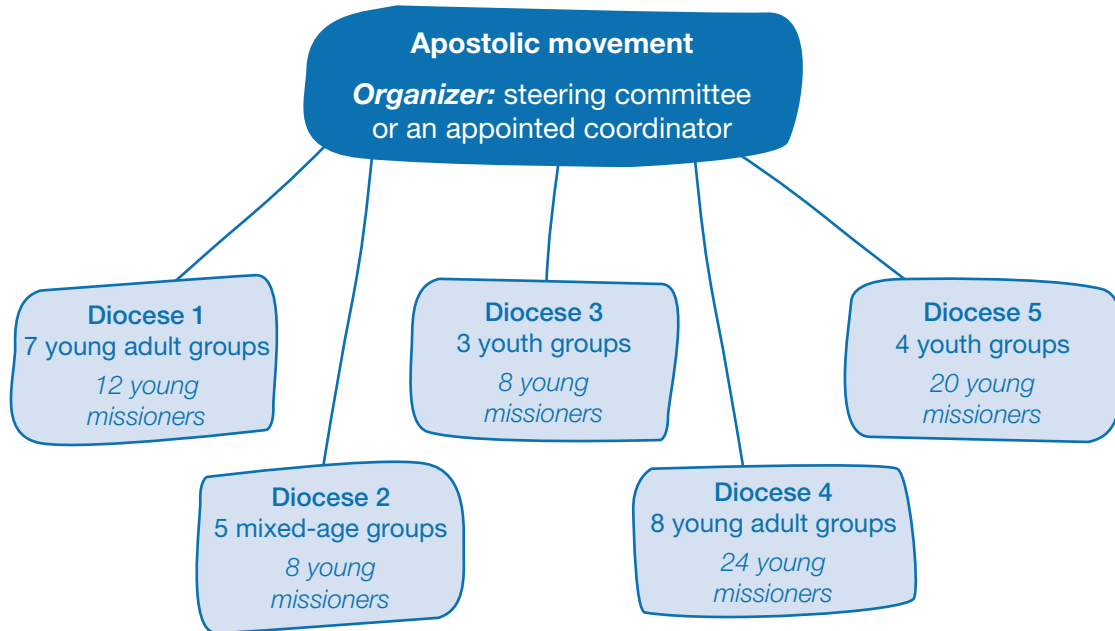 Apostolic movement
Organizer: steering committee
or an appointed coordinator
Diocese 1
7 young adult groups
12 young
missioners
Diocese 2
5 mixed-age groups
8 young
missioners
Diocese 3
3 youth groups
8 young
missioners
Diocese 4
8 young adult groups
24 young
missioners
Diocese 5
4 youth groups
20 young
missioners